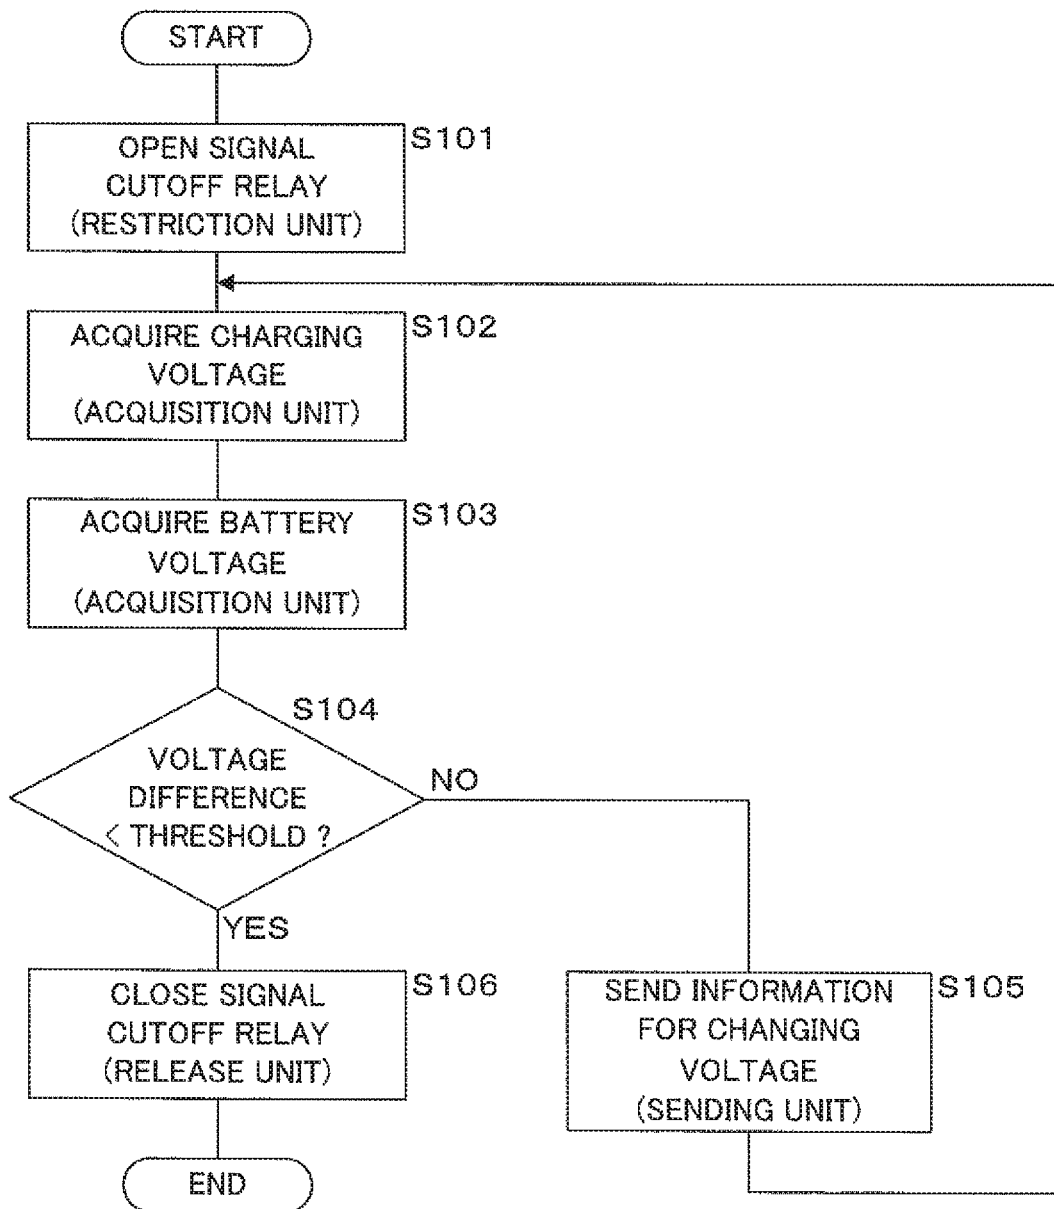 START
S101
OPEN SIGNAL
CUTOFF RELAY
(RESTRICTION UNIT)
S102
ACQUIRE CHARGING
VOLTAGE
(ACQUISITION UNIT)
S103
ACQUIRE BATTERY
VOLTAGE
(ACQUISITION UNIT)
S104
VOLTAGE
DIFFERENCE
< THRESHOLD ?
NO
YES
S106
CLOSE SIGNAL
CUTOFF RELAY
(RELEASE UNIT)
S105
SEND INFORMATION
FOR CHANGING
VOLTAGE
(SENDING UNIT)
END